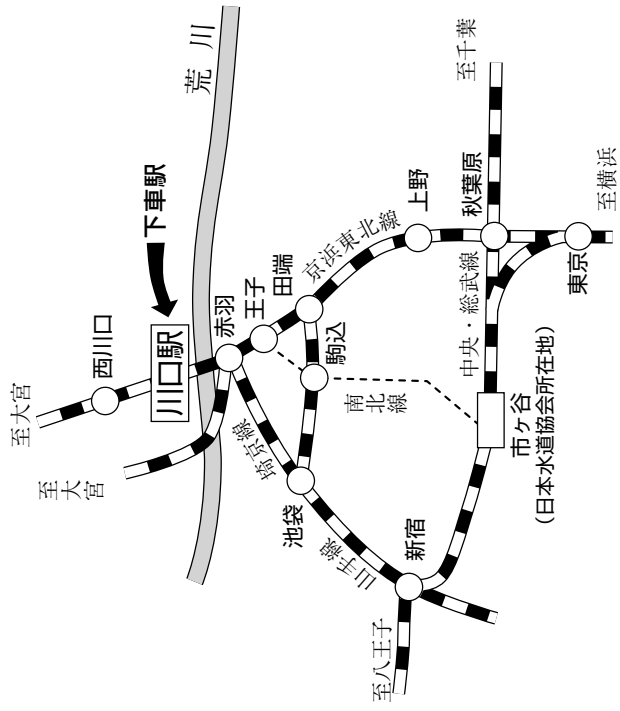 荒川
下車駅
至大宮
西川口
川口駅
至
大
宮
赤羽
王子
田端
京浜東北線
上野
秋葉原
至千葉
東京
至横浜
中央・総武線
駒込
南
北
線
埼京線
池袋
山手線
新宿
至八王子
市ヶ谷
(日本水道協会所在地)